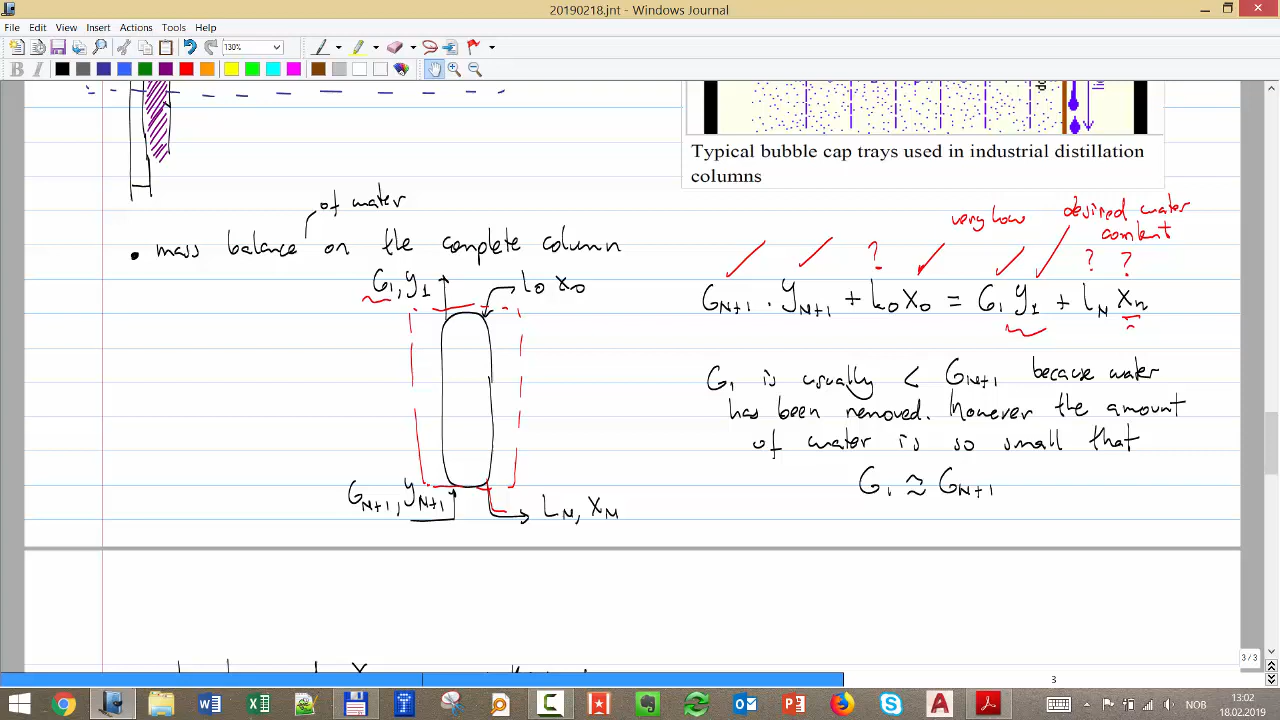 20190218.jnt - Windows Journal
File Edit View Insert Actions Tools Help
130%
B I
Typical bubble cap trays used in industrial distillation
columns
of water
• mass balance on the complete column
G1, y1
L0 x0
GN+1, yN+1
LN, XN
very low
desired water
content
? ? ?
GN+1 · yN+1 + L0 X0 = G1 y1 + LN Xn
G1 is usually < GN+1 because water
has been removed. However the amount
of water is so small that
G1 ≈ GN+1
3/3
3
NOB
13:02
18.02.2019